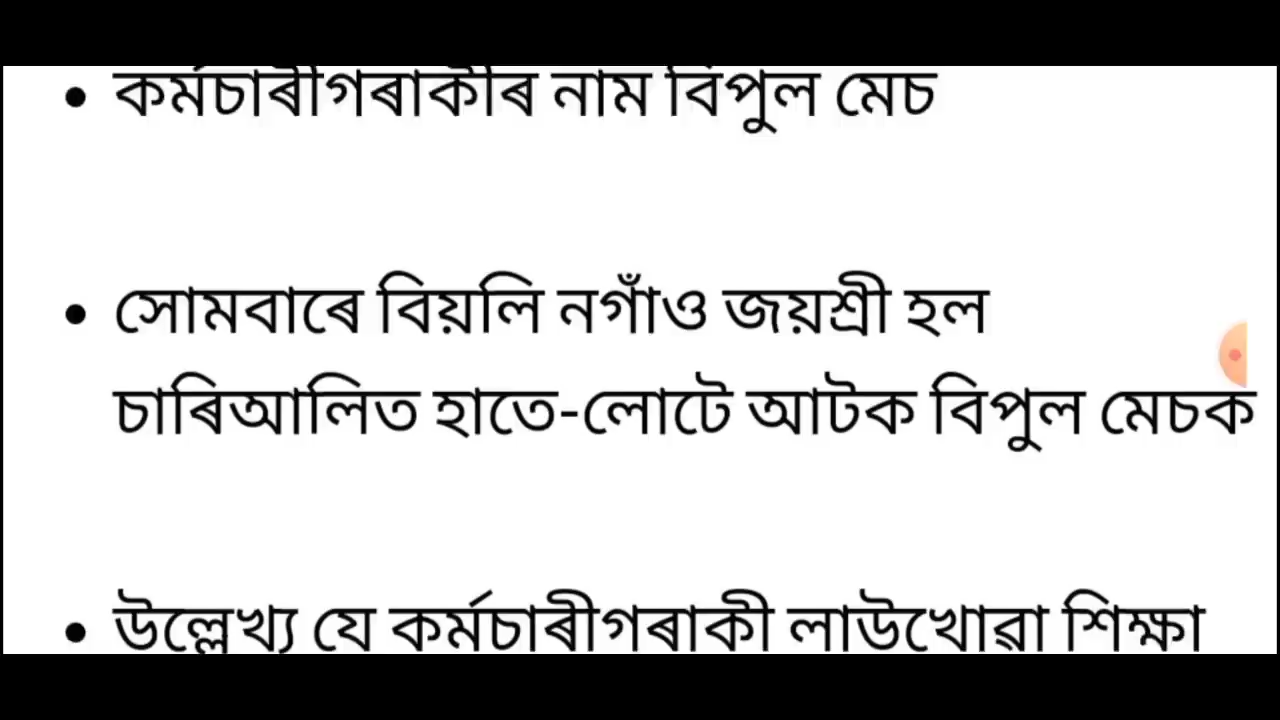 • কৰ্মচাৰীগৰাকীৰ নাম বিপুল মেচ
• সোমবাৰে বিয়লি নগাঁও জয়শ্ৰী হল
চাৰিআলিত হাতে-লোটে আটক বিপুল মেচক
• উল্লেখ্য যে কৰ্মচাৰীগৰাকী লাউখোৱা শিক্ষা